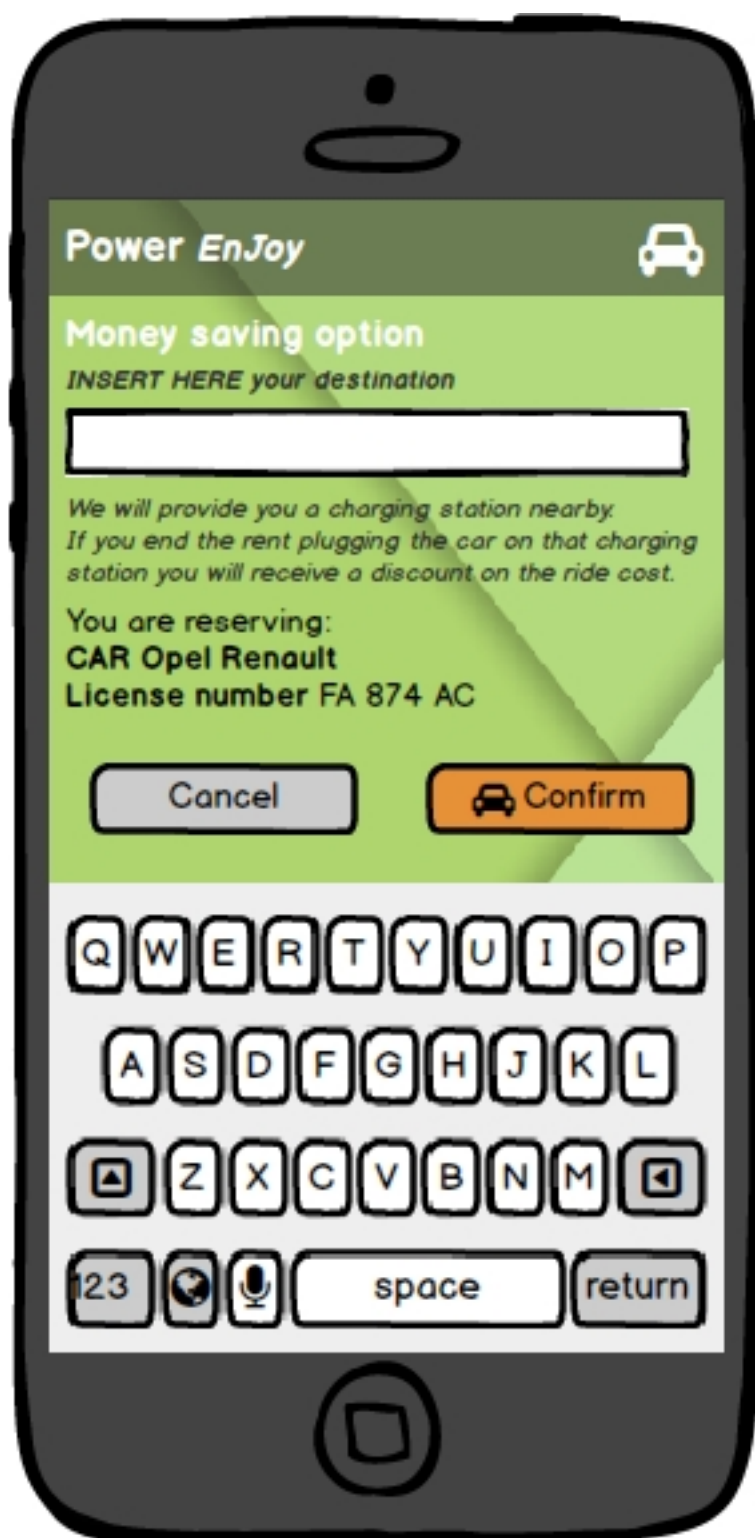 Power EnJoy
Money saving option
INSERT HERE your destination
We will provide you a charging station nearby.
If you end the rent plugging the car on that charging
station you will receive a discount on the ride cost.
You are reserving:
CAR Opel Renault
License number FA 874 AC
Cancel Confirm
Q W E R T Y U I O P
A S D F G H J K L
Z X C V B N M
123 space return